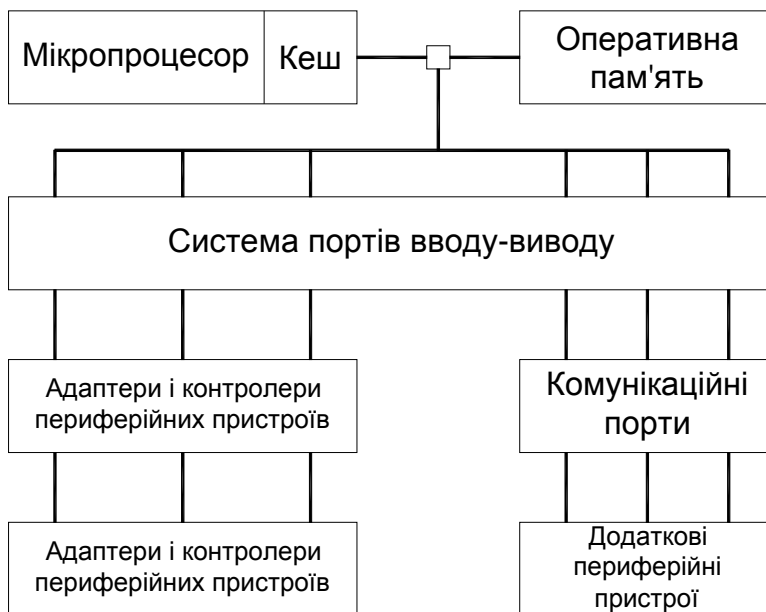 Мікропроцесор
Кеш
Оперативна
пам'ять
Система портів вводу-виводу
Адаптери і контролери
периферійних пристроїв
Комунікаційні
порти
Адаптери і контролери
периферійних пристроїв
Додаткові
периферійні
пристрої